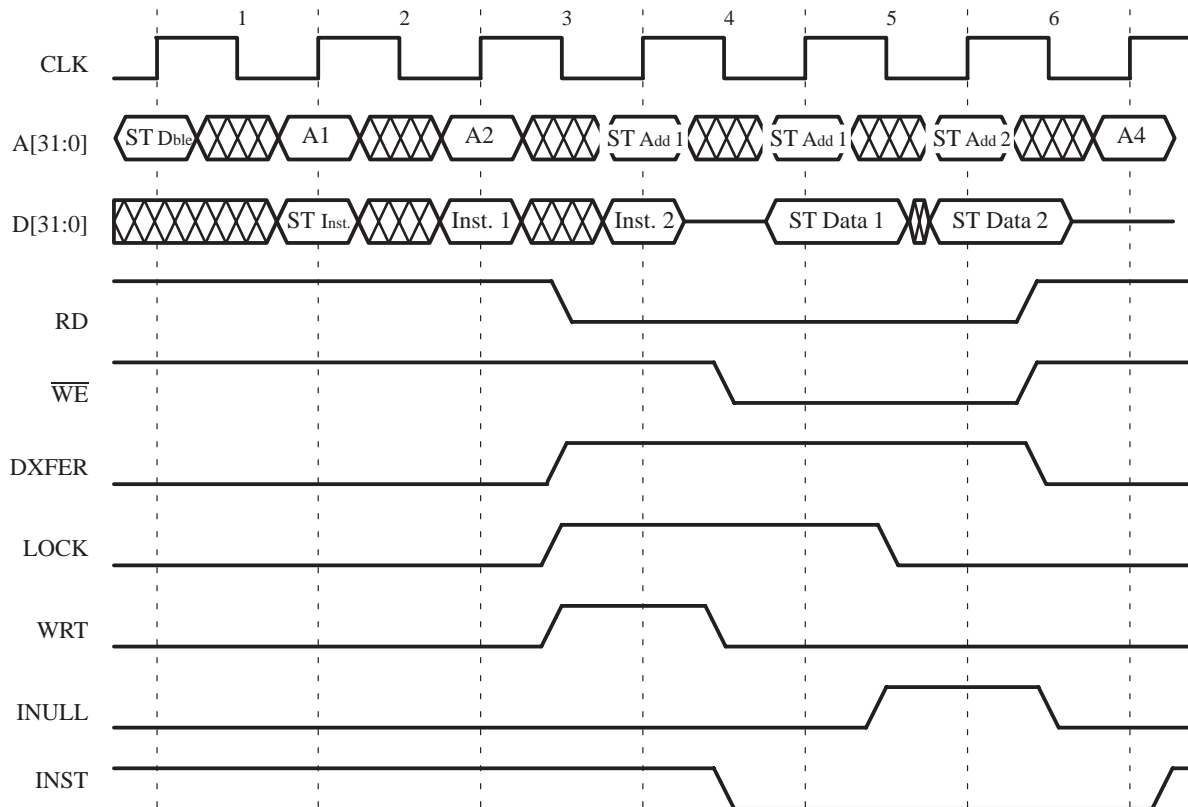 1 2 3 4 5 6
CLK
A[31:0] ST Dble A1 A2 ST Add 1 ST Add 1 ST Add 2 A4
D[31:0] ST Inst. Inst. 1 Inst. 2 ST Data 1 ST Data 2
RD
WE
DXFER
LOCK
WRT
INULL
INST